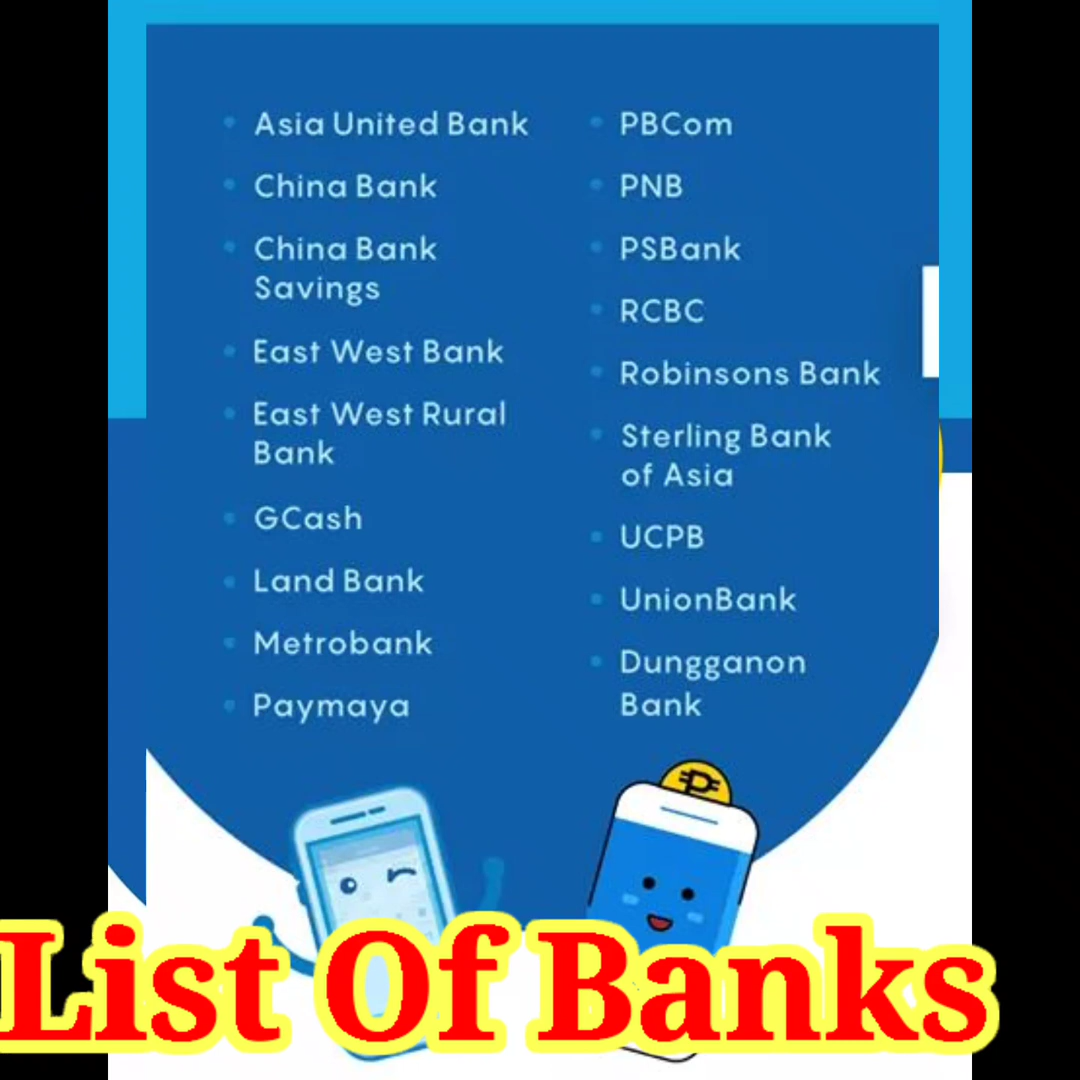 Asia United Bank
China Bank
China Bank
Savings
East West Bank
East West Rural
Bank
GCash
Land Bank
Metrobank
Paymaya
PBCom
PNB
PSBank
RCBC
Robinsons Bank
Sterling Bank
of Asia
UCPB
UnionBank
Dungganon
Bank
List Of Banks